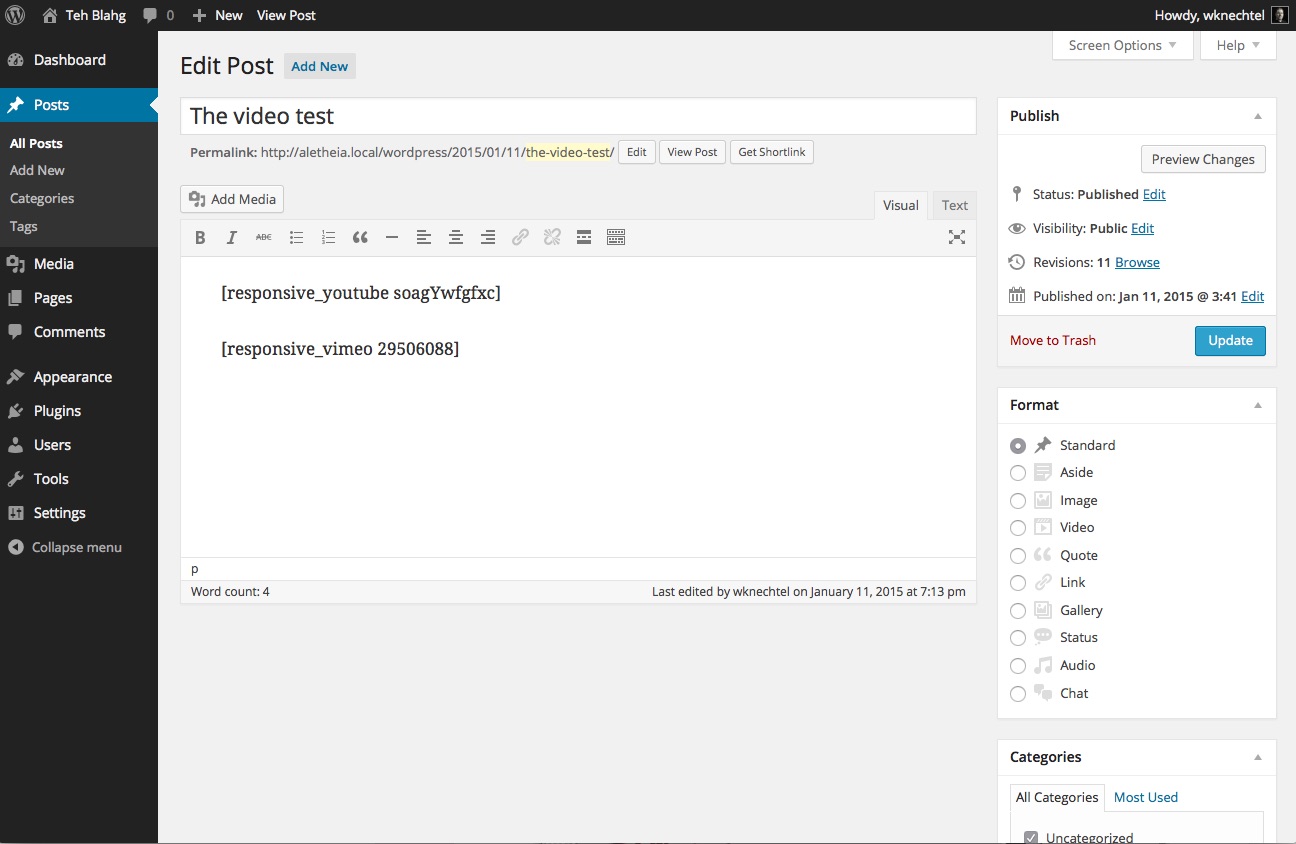 Teh Blahg 0 New View Post Howdy, wknechtel
Screen Options Help
Dashboard
Posts
All Posts
Add New
Categories
Tags
Media
Pages
Comments
Appearance
Plugins
Users
Tools
Settings
Collapse menu
Edit Post Add New
The video test
Permalink: http://aletheia.local/wordpress/2015/01/11/the-video-test/ Edit View Post Get Shortlink
Add Media
Visual Text
B I ABC
[responsive_youtube soagYwfgfxc]
[responsive_vimeo 29506088]
p
Word count: 4 Last edited by wknechtel on January 11, 2015 at 7:13 pm
Publish
Preview Changes
Status: Published Edit
Visibility: Public Edit
Revisions: 11 Browse
Published on: Jan 11, 2015 @ 3:41 Edit
Move to Trash Update
Format
Standard
Aside
Image
Video
Quote
Link
Gallery
Status
Audio
Chat
Categories
All Categories Most Used
Uncategorized